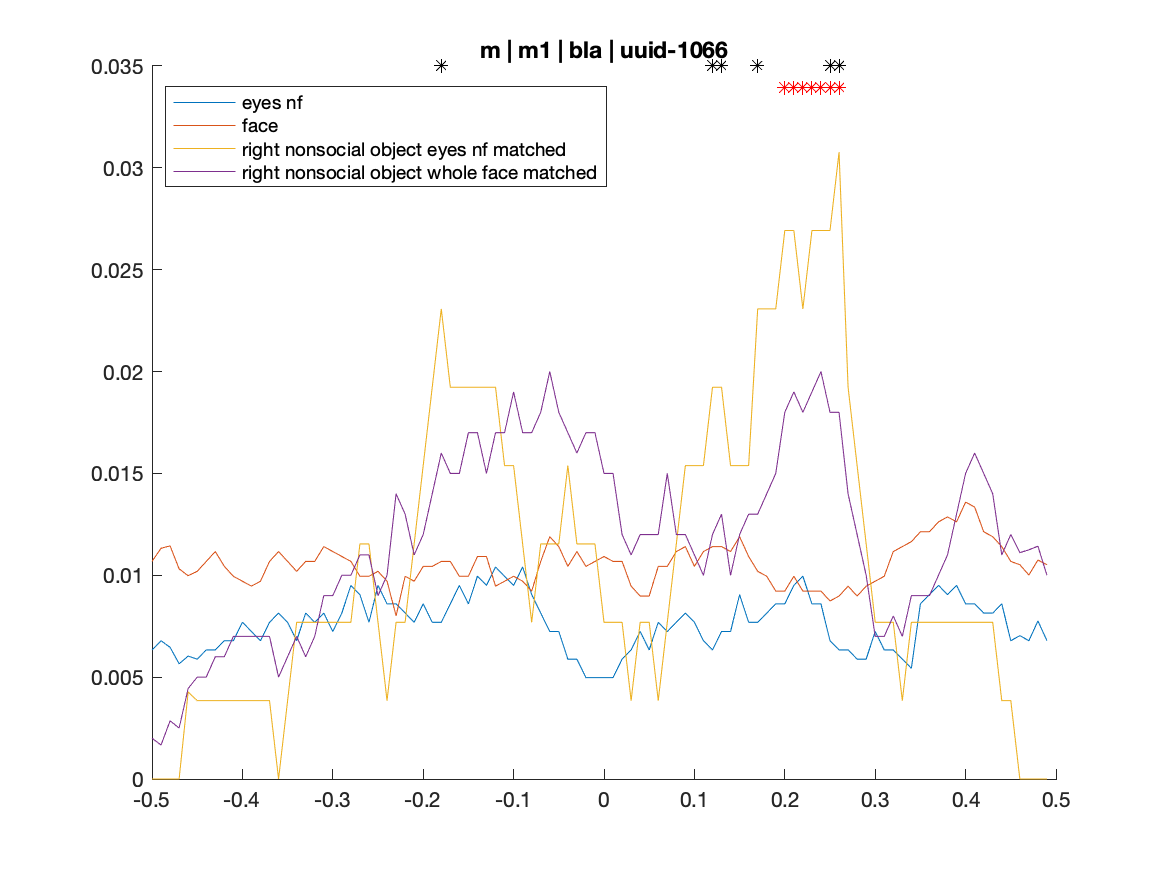 m | m1 | bla | uuid-1066
0.035
eyes nf
face
right nonsocial object eyes nf matched
right nonsocial object whole face matched
0.03
0.025
0.02
0.015
0.01
0.005
0
-0.5 -0.4 -0.3 -0.2 -0.1 0 0.1 0.2 0.3 0.4 0.5